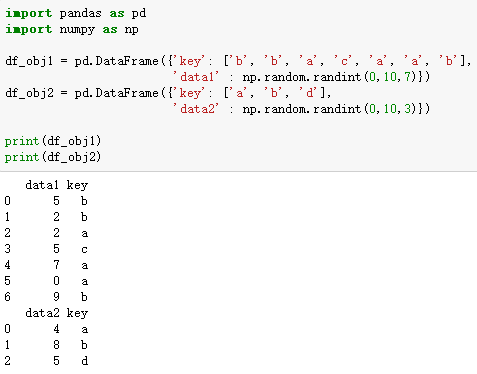 import pandas as pd
import numpy as np
df_obj1 = pd.DataFrame({'key': ['b', 'b', 'a', 'c', 'a', 'a', 'b'],
                        'data1' : np.random.randint(0,10,7)})
df_obj2 = pd.DataFrame({'key': ['a', 'b', 'd'],
                        'data2' : np.random.randint(0,10,3)})
print(df_obj1)
print(df_obj2)
   data1 key
0      5   b
1      2   b
2      2   a
3      5   c
4      7   a
5      0   a
6      9   b
   data2 key
0      4   a
1      8   b
2      5   d